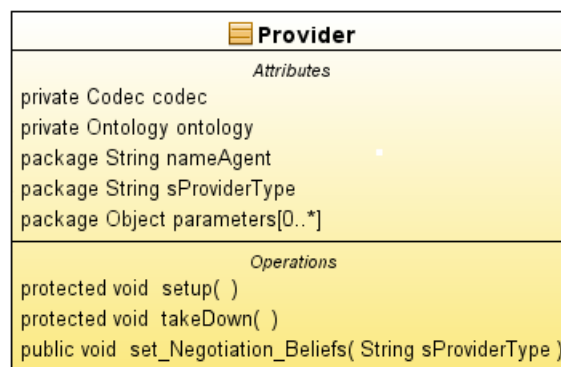 Provider
Attributes
private Codec codec
private Ontology ontology
package String nameAgent
package String sProviderType
package Object parameters[0..*]
Operations
protected void setup( )
protected void takeDown( )
public void set_Negotiation_Beliefs( String sProviderType )